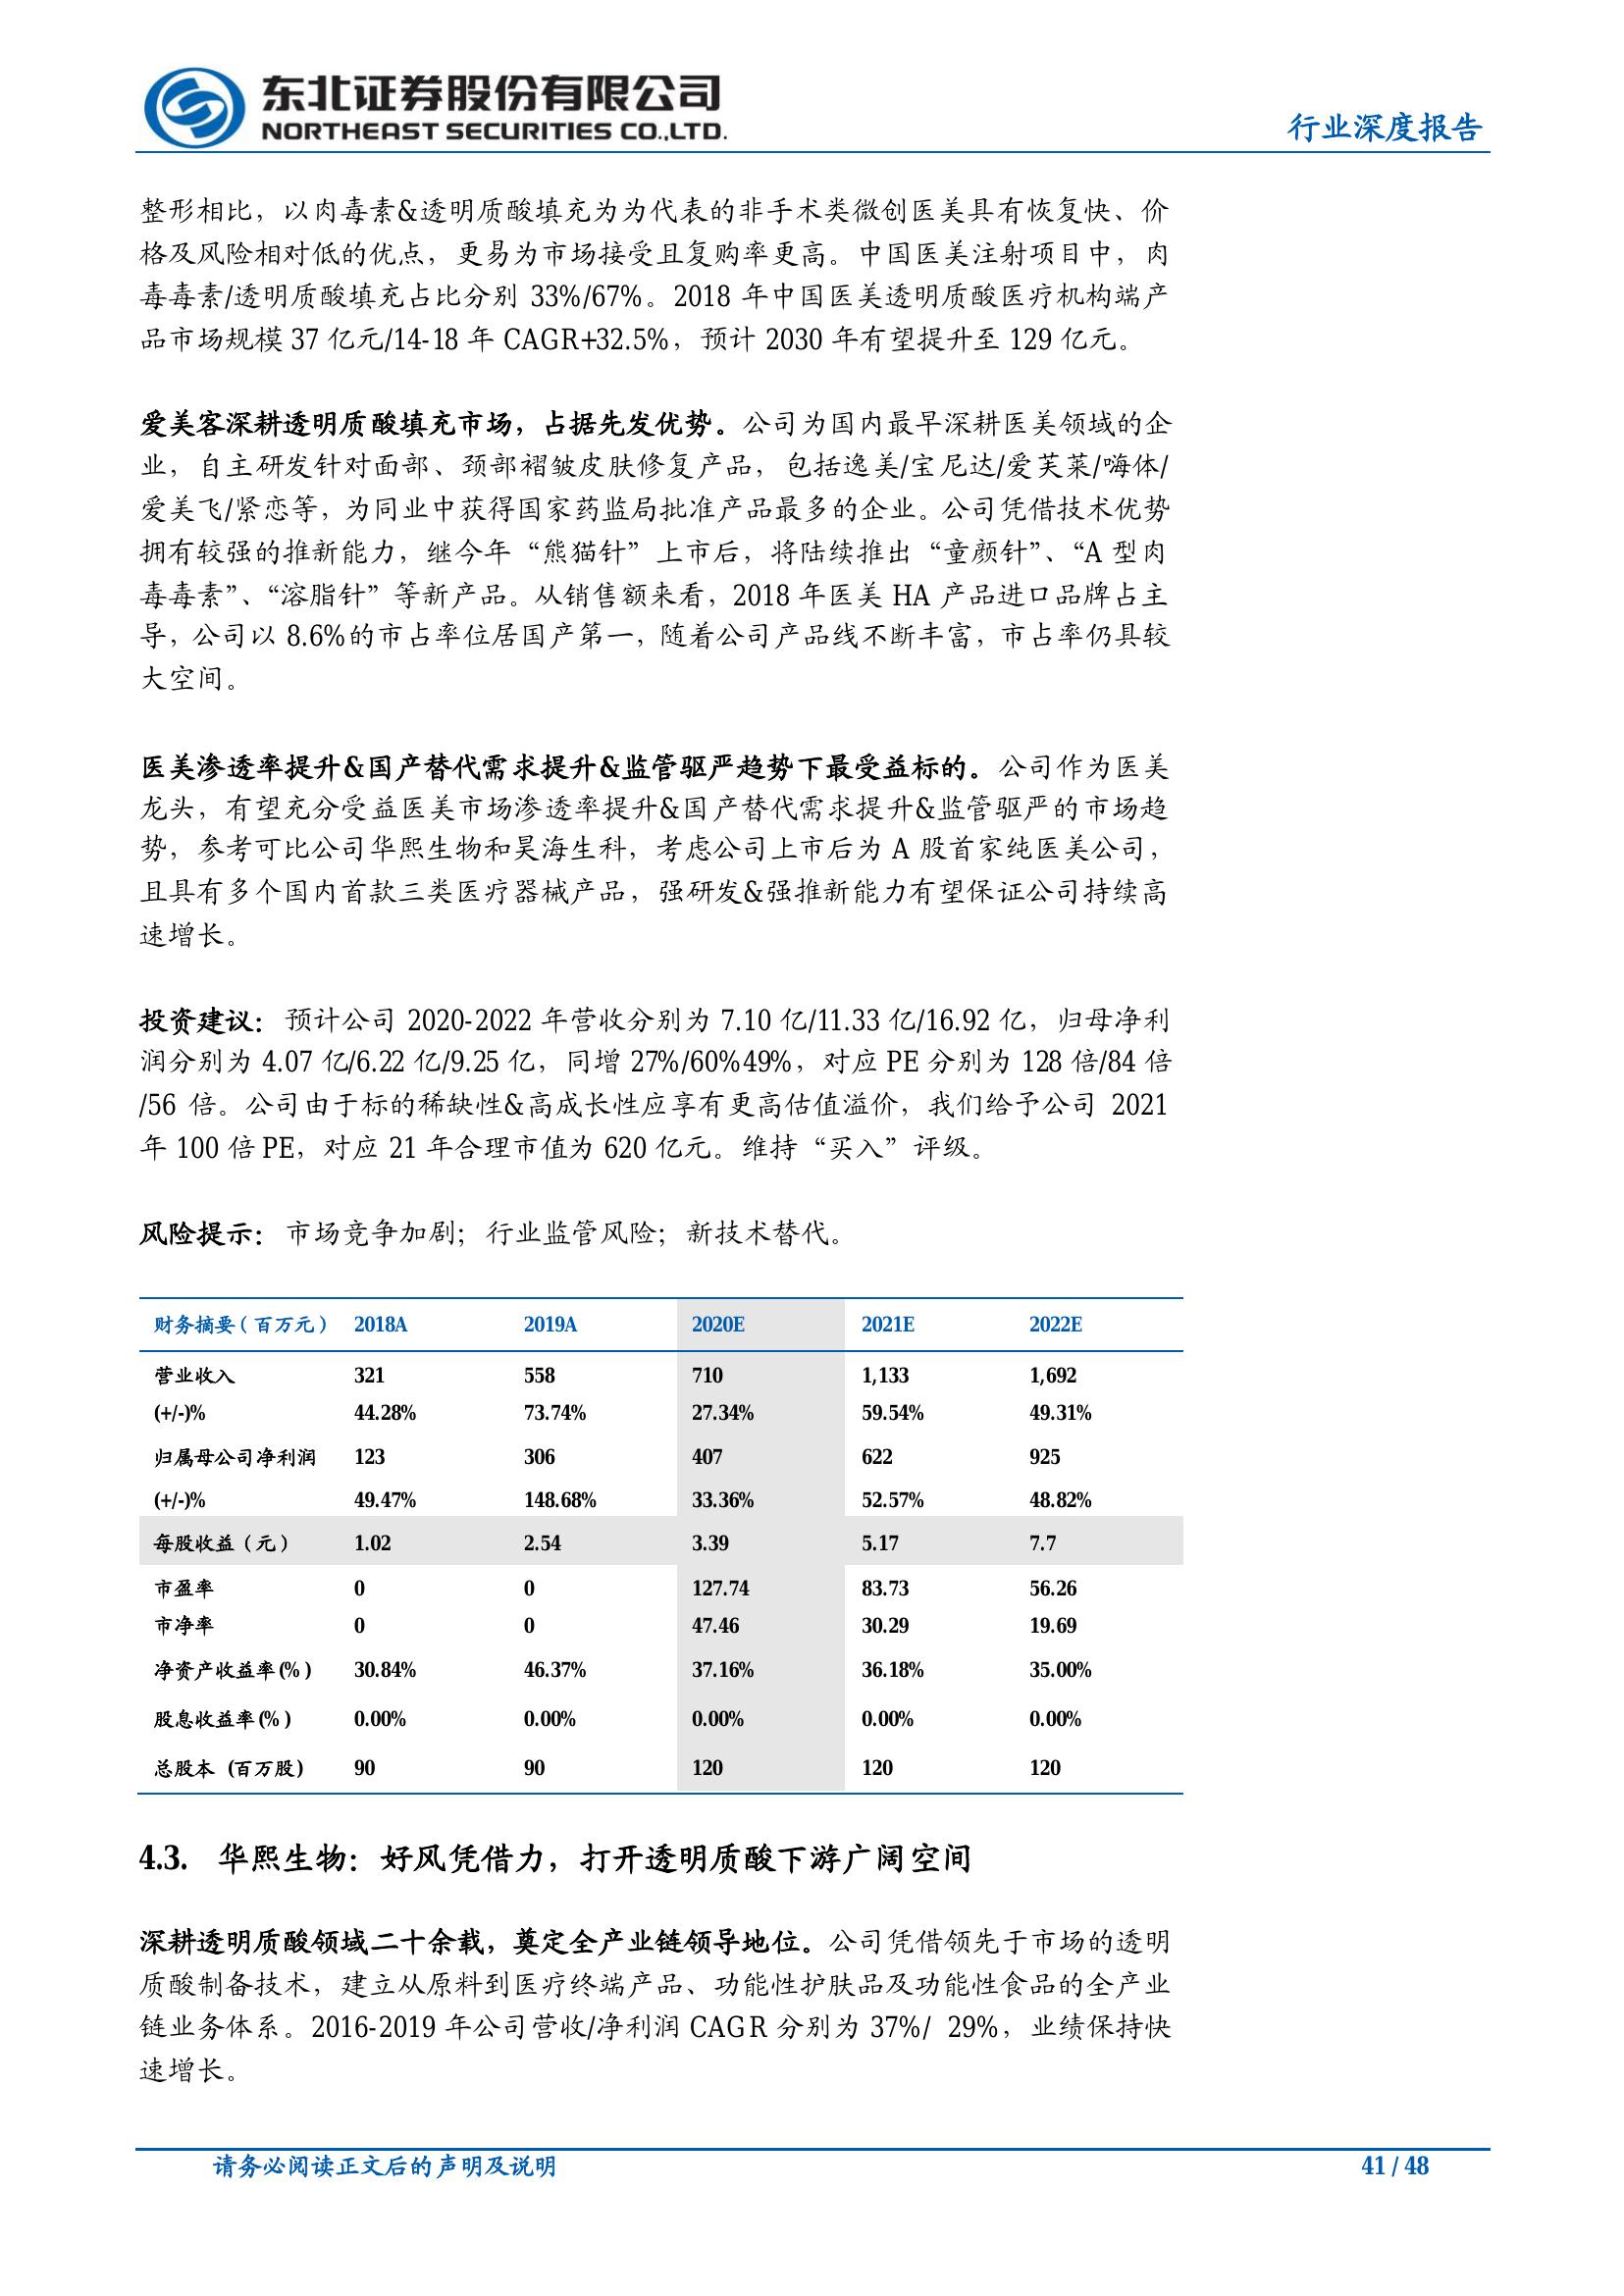 东北证券股份有限公司
NORTHEAST SECURITIES CO.,LTD.
行业深度报告
整形相比，以肉毒素&透明质酸填充为为代表的非手术类微创医美具有恢复快、价
格及风险相对低的优点，更易为市场接受且复购率更高。中国医美注射项目中，肉
毒毒素/透明质酸填充占比分别 33%/67%。2018 年中国医美透明质酸医疗机构端产
品市场规模 37 亿元/14-18 年 CAGR+32.5%，预计 2030 年有望提升至 129 亿元。
爱美客深耕透明质酸填充市场，占据先发优势。公司为国内最早深耕医美领域的企
业，自主研发针对面部、颈部褶皱皮肤修复产品，包括逸美/宝尼达/爱芙莱/嗨体/
爱美飞/紧恋等，为同业中获得国家药监局批准产品最多的企业。公司凭借技术优势
拥有较强的推新能力，继今年“熊猫针”上市后，将陆续推出“童颜针”、“A 型肉
毒毒素”、“溶脂针”等新产品。从销售额来看，2018 年医美 HA 产品进口品牌占主
导，公司以 8.6%的市占率位居国产第一，随着公司产品线不断丰富，市占率仍具较
大空间。
医美渗透率提升&国产替代需求提升&监管驱严趋势下最受益标的。公司作为医美
龙头，有望充分受益医美市场渗透率提升&国产替代需求提升&监管驱严的市场趋
势，参考可比公司华熙生物和昊海生科，考虑公司上市后为 A 股首家纯医美公司，
且具有多个国内首款三类医疗器械产品，强研发&强推新能力有望保证公司持续高
速增长。
投资建议：预计公司 2020-2022 年营收分别为 7.10 亿/11.33 亿/16.92 亿，归母净利
润分别为 4.07 亿/6.22 亿/9.25 亿，同增 27%/60%49%，对应 PE 分别为 128 倍/84 倍
/56 倍。公司由于标的稀缺性&高成长性应享有更高估值溢价，我们给予公司 2021
年 100 倍 PE，对应 21 年合理市值为 620 亿元。维持“买入”评级。
风险提示：市场竞争加剧；行业监管风险；新技术替代。
财务摘要（百万元） 2018A 2019A 2020E 2021E 2022E
营业收入 321 558 710 1,133 1,692
(+/-)% 44.28% 73.74% 27.34% 59.54% 49.31%
归属母公司净利润 123 306 407 622 925
(+/-)% 49.47% 148.68% 33.36% 52.57% 48.82%
每股收益（元） 1.02 2.54 3.39 5.17 7.7
市盈率 0 0 127.74 83.73 56.26
市净率 0 0 47.46 30.29 19.69
净资产收益率(%) 30.84% 46.37% 37.16% 36.18% 35.00%
股息收益率(%) 0.00% 0.00% 0.00% 0.00% 0.00%
总股本 (百万股) 90 90 120 120 120
4.3. 华熙生物：好风凭借力，打开透明质酸下游广阔空间
深耕透明质酸领域二十余载，奠定全产业链领导地位。公司凭借领先于市场的透明
质酸制备技术，建立从原料到医疗终端产品、功能性护肤品及功能性食品的全产业
链业务体系。2016-2019 年公司营收/净利润 CAGR 分别为 37%/ 29%，业绩保持快
速增长。
请务必阅读正文后的声明及说明
41 / 48